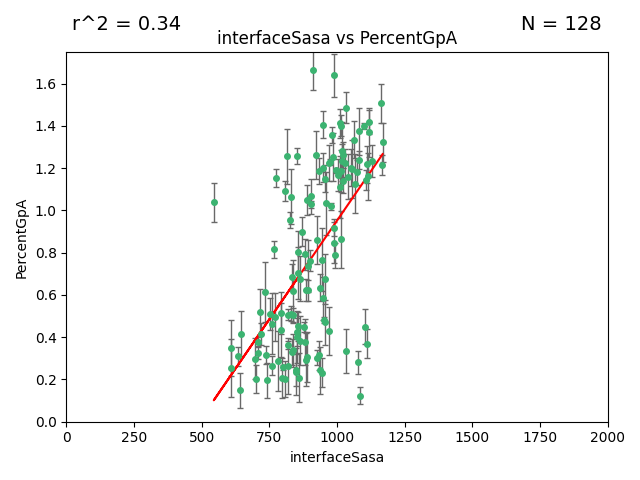 r^2 = 0.34
N = 128
interfaceSasa vs PercentGpA
PercentGpA
1.6
1.4
1.2
1.0
0.8
0.6
0.4
0.2
0.0
0 250 500 750 1000 1250 1500 1750 2000
interfaceSasa